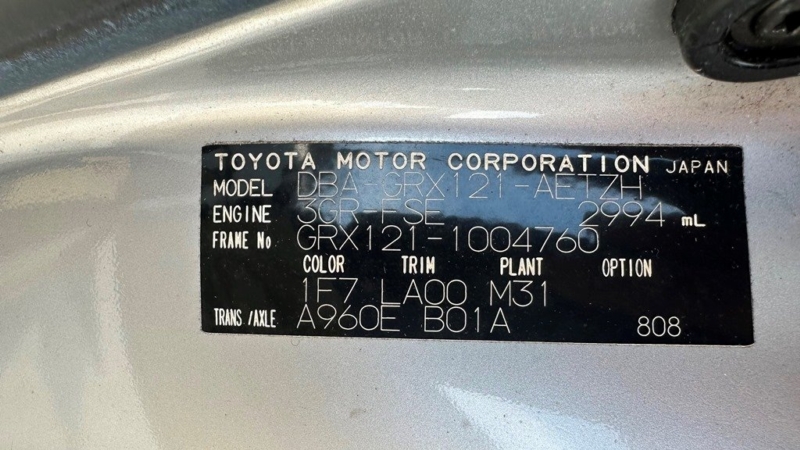 TOYOTA MOTOR CORPORATION JAPAN
MODEL DBA-GRX121-AETZH
ENGINE 3GR-FSE 2994 mL
FRAME No GRX121-1004760
COLOR TRIM PLANT OPTION
1F7 LA00 M31
TRANS/AXLE A960E B01A 808